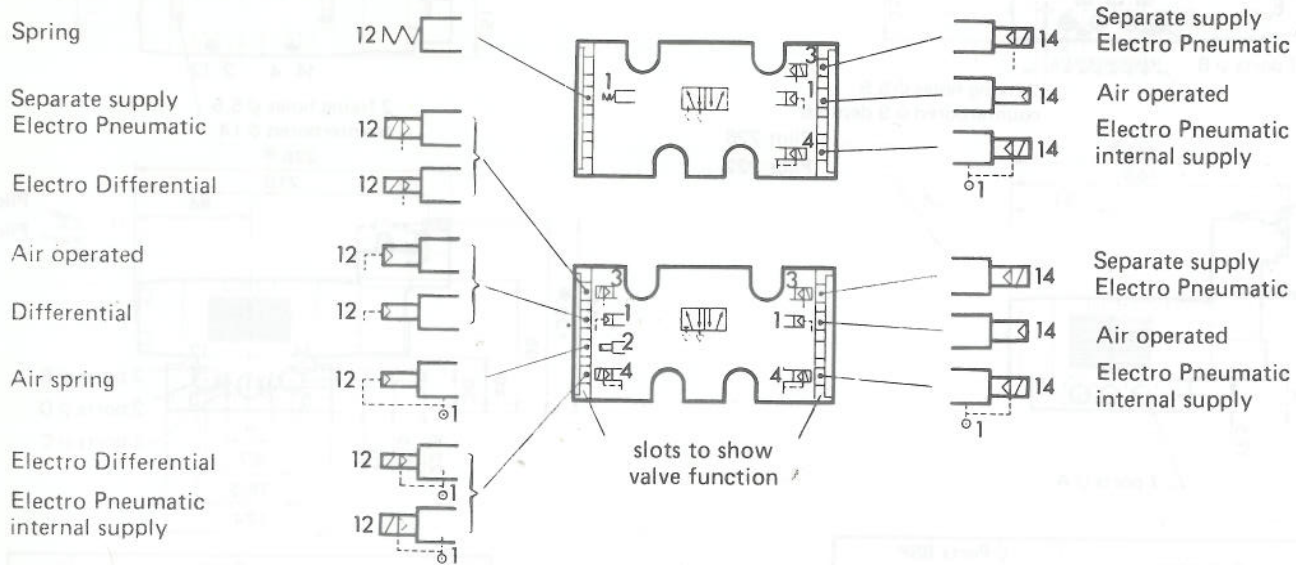 Spring
12
Separate supply
Electro Pneumatic
12
Electro Differential
12
Air operated
12
Differential
12
Air spring
12
1
Electro Differential
12
1
Electro Pneumatic
internal supply
12
1
1
3
1
4
Separate supply
Electro Pneumatic
14
Air operated
14
Electro Pneumatic
internal supply
14
1
3
1
2
4
3
1
4
slots to show
valve function
Separate supply
Electro Pneumatic
14
Air operated
14
Electro Pneumatic
internal supply
14
1